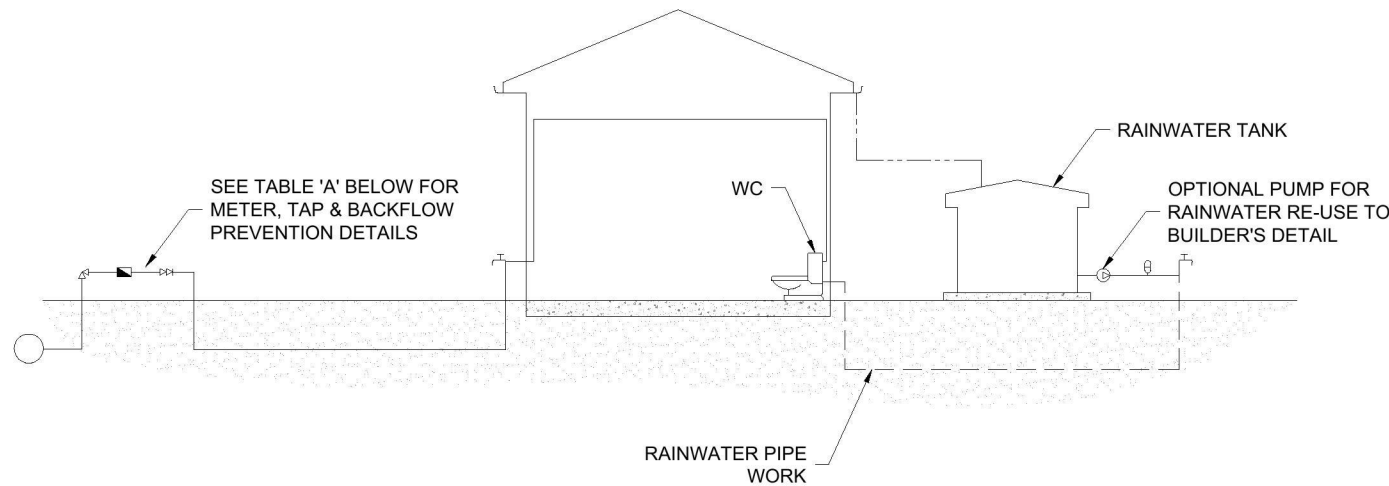 RAINWATER TANK
SEE TABLE 'A' BELOW FOR
METER, TAP & BACKFLOW
PREVENTION DETAILS
WC
OPTIONAL PUMP FOR
RAINWATER RE-USE TO
BUILDER'S DETAIL
RAINWATER PIPE
WORK